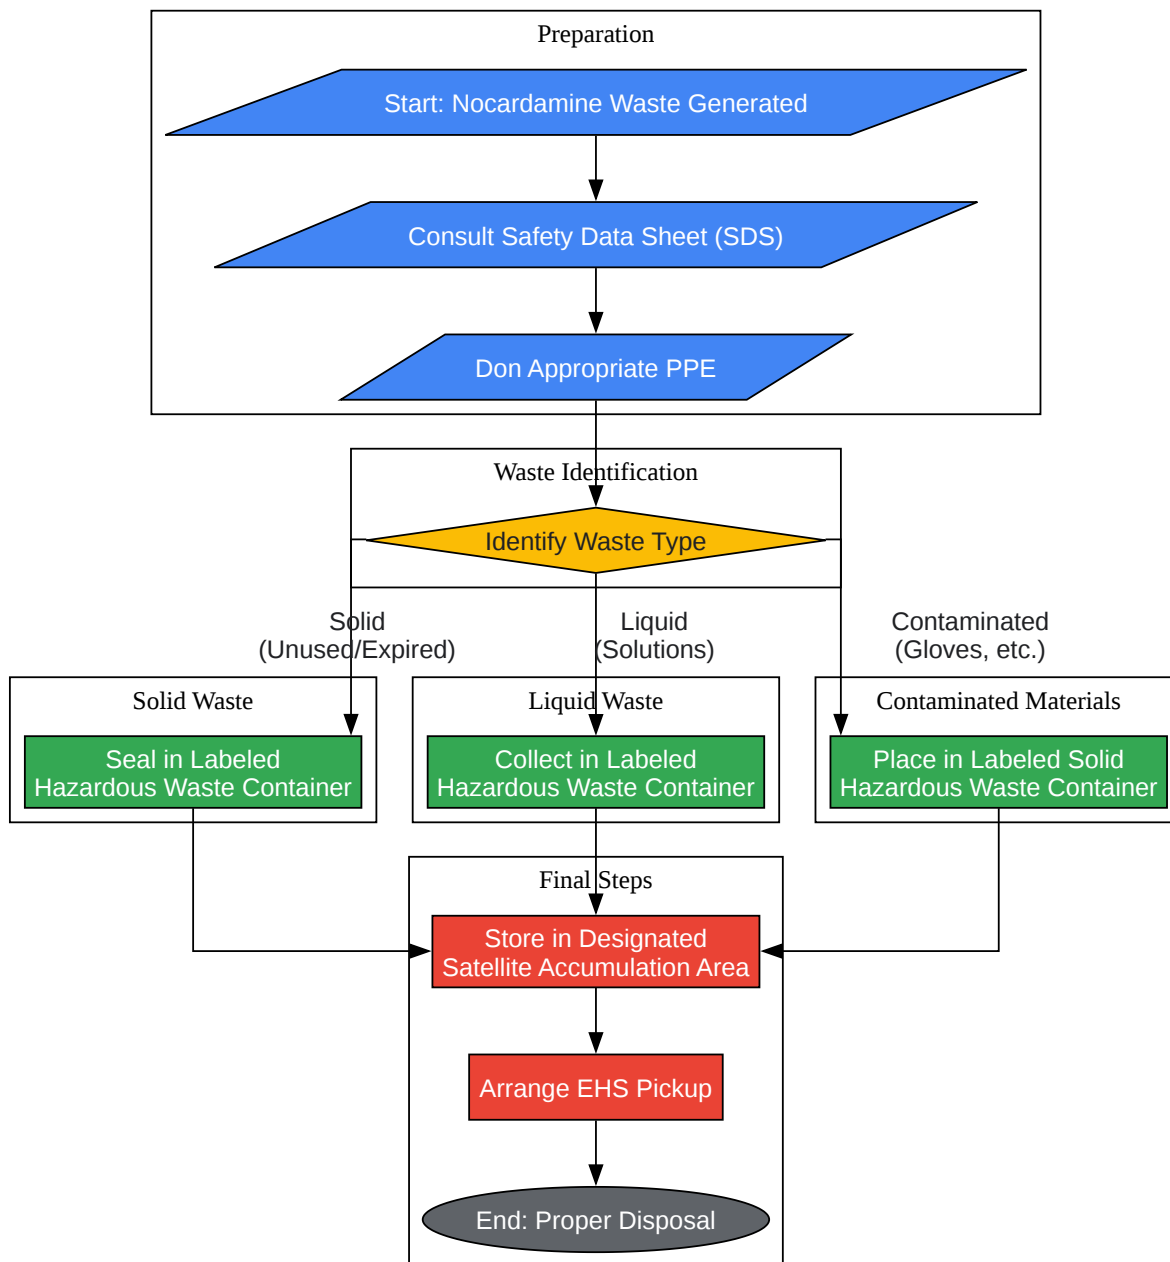 Preparation
Start: Nocardamine Waste Generated
Consult Safety Data Sheet (SDS)
Don Appropriate PPE
Waste Identification
Identify Waste Type
Solid
(Unused/Expired)
Liquid
(Solutions)
Contaminated
(Gloves, etc.)
Solid Waste
Seal in Labeled
Hazardous Waste Container
Liquid Waste
Collect in Labeled
Hazardous Waste Container
Contaminated Materials
Place in Labeled Solid
Hazardous Waste Container
Final Steps
Store in Designated
Satellite Accumulation Area
Arrange EHS Pickup
End: Proper Disposal